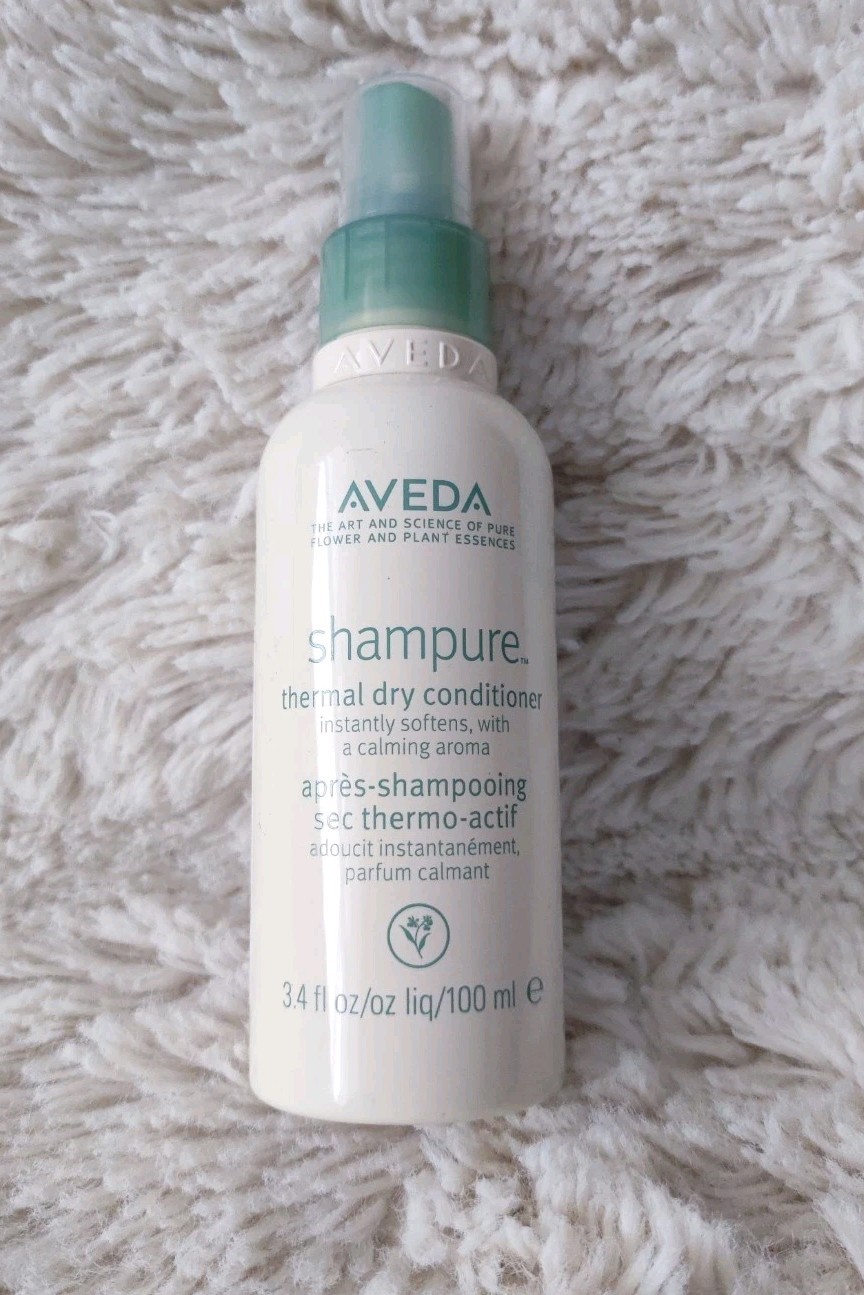 AVEDA
AVEDA
THE ART AND SCIENCE OF PURE
FLOWER AND PLANT ESSENCES
shampure™
thermal dry conditioner
instantly softens, with
a calming aroma
après-shampooing
sec thermo-actif
adoucit instantanément,
parfum calmant
3.4 fl oz/oz liq/100 ml ℮